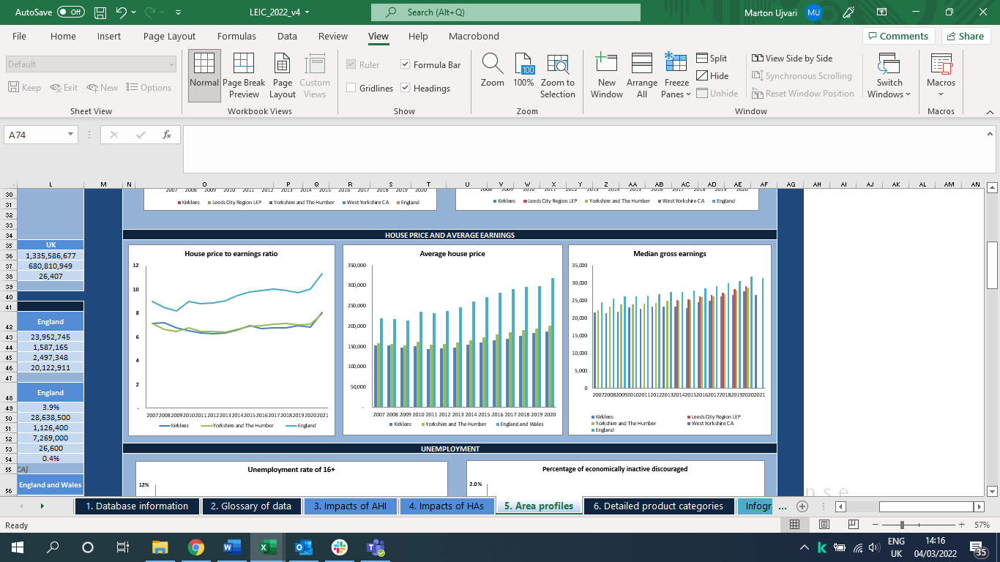 AutoSave Off LEIC_2022_v4 Search (Alt+Q) Marton Ujvari MU
File Home Insert Page Layout Formulas Data Review View Help Macrobond Comments Share
Default
Keep Exit New Options
Sheet View
Normal Page Break Preview Page Layout Custom Views
Workbook Views
Ruler Formula Bar
Gridlines Headings
Show
Zoom 100% Zoom to Selection
Zoom
New Window Arrange All Freeze Panes
Split
Hide
Unhide
View Side by Side
Synchronous Scrolling
Reset Window Position
Switch Windows
Window
Macros
Macros
A74 fx
L M N O P Q R S T U V W X Y Z AA AB AC AD AE AF AG AH AI AJ AK AL AM AN
30
31
32
33
34
35 UK
36 1,335,586,677
37 680,810,949
38 26,407
39
40
41
42 England
43 23,952,745
44 1,587,165
45 2,497,348
46 20,122,911
47
48 England
49 3.9%
50 28,638,500
51 1,126,400
52 7,269,000
53 26,600
54 0.4%
55 CA)
56 England and Wales
2007 2008 2009 2010 2011 2012 2013 2014 2015 2016 2017 2018 2019 2020
Kirklees Leeds City Region LEP Yorkshire and The Humber West Yorkshire CA England
2008 2009 2010 2011 2012 2013 2014 2015 2016 2017 2018 2019 2020
Kirklees Leeds City Region LEP Yorkshire and The Humber West Yorkshire CA England
HOUSE PRICE AND AVERAGE EARNINGS
House price to earnings ratio
12
10
8
6
4
2
-
2007 2008 2009 2010 2011 2012 2013 2014 2015 2016 2017 2018 2019 2020 2021
Kirklees Yorkshire and The Humber England
Average house price
350,000
300,000
250,000
200,000
150,000
100,000
50,000
-
2007 2008 2009 2010 2011 2012 2013 2014 2015 2016 2017 2018 2019 2020
Kirklees Yorkshire and The Humber England and Wales
Median gross earnings
35,000
30,000
25,000
20,000
15,000
10,000
5,000
0
2007 2008 2009 2010 2011 2012 2013 2014 2015 2016 2017 2018 2019 2020 2021
Kirklees Leeds City Region LEP
Yorkshire and The Humber West Yorkshire CA
England
UNEMPLOYMENT
Unemployment rate of 16+
12%
Percentage of economically inactive discouraged
2.0%
n s e
1. Database information 2. Glossary of data 3. Impacts of AHI 4. Impacts of HAs 5. Area profiles 6. Detailed product categories Infogr ...
Ready 57%
ENG
UK
14:16
04/03/2022
35